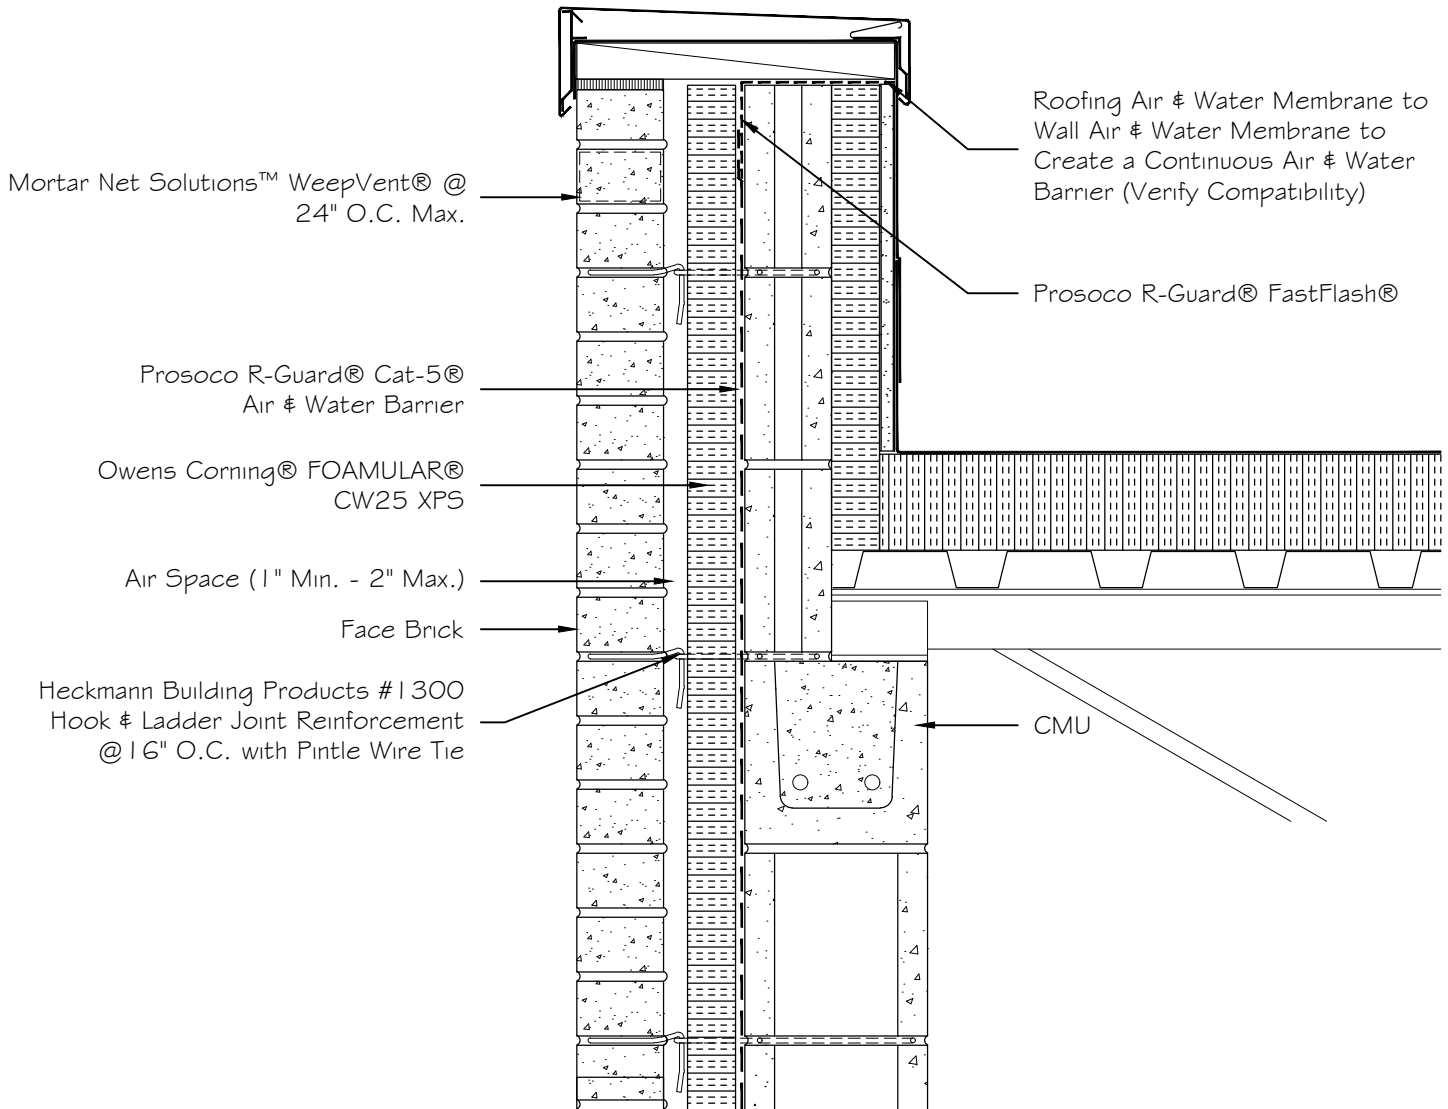 Roofing Air & Water Membrane to
Wall Air & Water Membrane to
Create a Continuous Air & Water
Barrier (Verify Compatibility)
Mortar Net Solutions™ WeepVent® @
24" O.C. Max.
Prosoco R-Guard® FastFlash®
Prosoco R-Guard® Cat-5®
Air & Water Barrier
Owens Corning® FOAMULAR®
CW25 XPS
Air Space (1" Min. - 2" Max.)
Face Brick
Heckmann Building Products #1300
Hook & Ladder Joint Reinforcement
@16" O.C. with Pintle Wire Tie
CMU